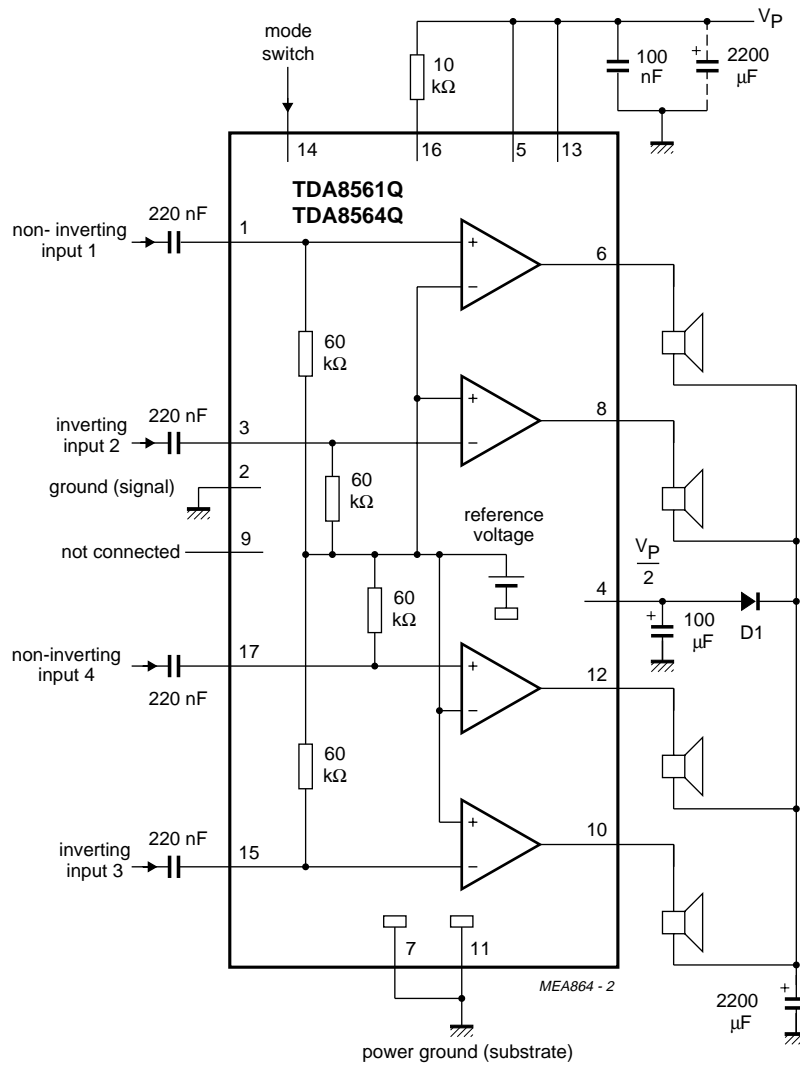 mode
switch
V_P
10
kΩ
100
nF
+
2200
μF
14
16
5
13
TDA8561Q
TDA8564Q
220 nF
non- inverting
input 1
1
+
−
6
60
kΩ
220 nF
inverting
input 2
3
+
−
8
ground (signal)
2
60
kΩ
reference
voltage
not connected
9
V_P
2
4
60
kΩ
+
100
μF
D1
non-inverting
input 4
17
220 nF
+
−
12
60
kΩ
220 nF
inverting
input 3
15
+
−
10
7
11
MEA864 - 2
2200
μF
+
power ground (substrate)